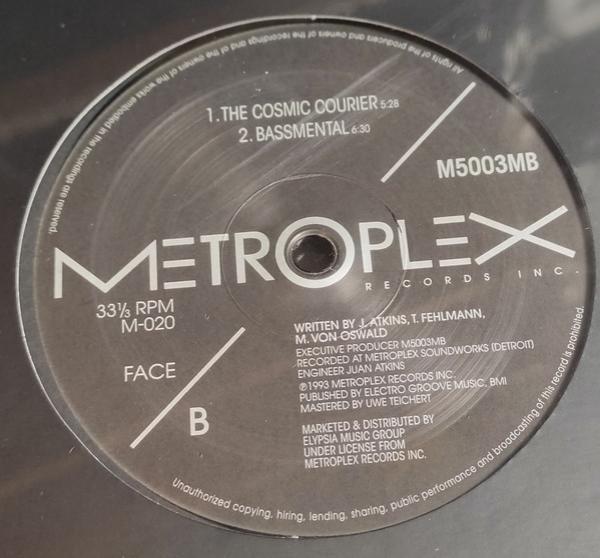 All rights of the producers and of the owners of the recordings and of the owners of the works embodied in the recordings are reserved.
1.THE COSMIC COURIER 5:28
2. BASSMENTAL 6:30
M5003MB
METROPLEX
RECORDS INC.
33⅓ RPM
M-020
FACE
B
WRITTEN BY J. ATKINS, T. FEHLMANN,
M. VON OSWALD
EXECUTIVE PRODUCER M5003MB
RECORDED AT METROPLEX SOUNDWORKS (DETROIT)
ENGINEER JUAN ATKINS
℗1993 METROPLEX RECORDS INC.
PUBLISHED BY ELECTRO GROOVE MUSIC, BMI
MASTERED BY UWE TEICHERT
MARKETED & DISTRIBUTED BY
ELYPSIA MUSIC GROUP
UNDER LICENSE FROM
METROPLEX RECORDS INC.
Unauthorized copying, hiring, lending, sharing, public performance and broadcasting of this record is prohibited.